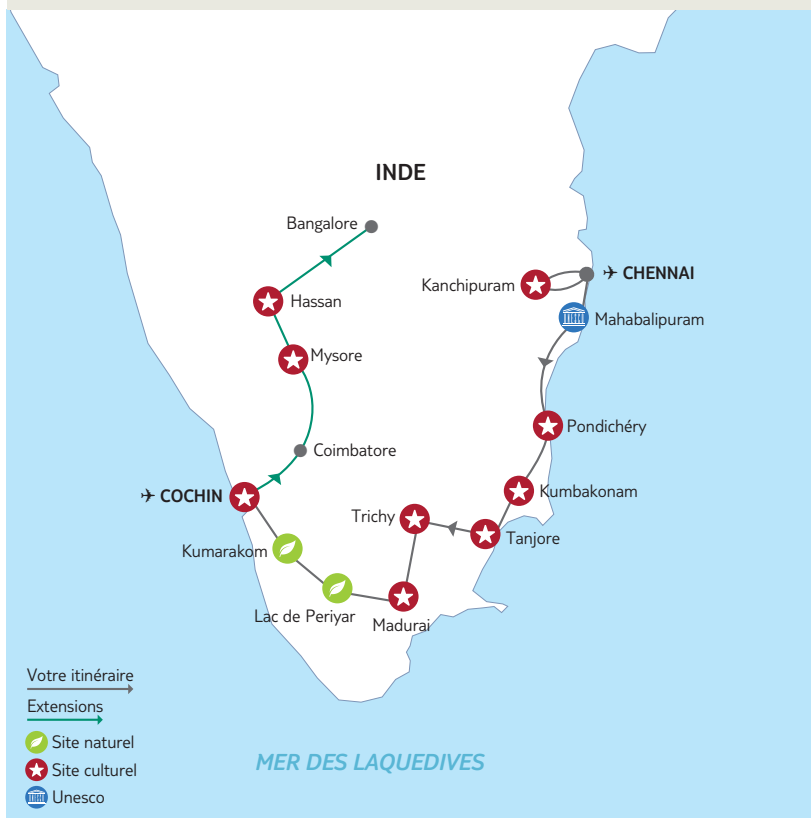 INDE
Bangalore
Kanchipuram
CHENNAI
Hassan
Mahabalipuram
Mysore
Pondichéry
Coimbatore
COCHIN
Kumbakonam
Trichy
Tanjore
Kumarakom
Lac de Periyar
Madurai
Votre itinéraire
Extensions
Site naturel
Site culturel
Unesco
MER DES LAQUEDIVES